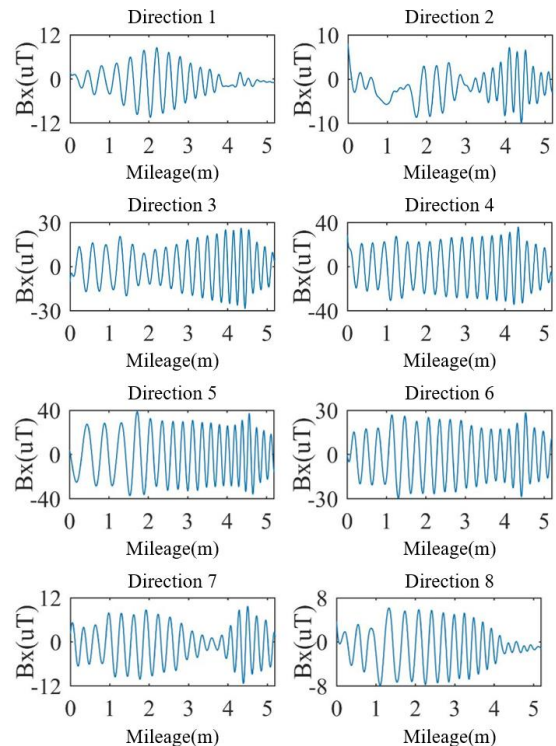 Direction 1
12
0
-12
Bx(uT)
0 1 2 3 4 5
Mileage(m)
Direction 2
10
0
-10
Bx(uT)
0 1 2 3 4 5
Mileage(m)
Direction 3
30
0
-30
Bx(uT)
0 1 2 3 4 5
Mileage(m)
Direction 4
40
0
-40
Bx(uT)
0 1 2 3 4 5
Mileage(m)
Direction 5
40
0
-40
Bx(uT)
0 1 2 3 4 5
Mileage(m)
Direction 6
30
0
-30
Bx(uT)
0 1 2 3 4 5
Mileage(m)
Direction 7
12
0
-12
Bx(uT)
0 1 2 3 4 5
Mileage(m)
Direction 8
8
0
-8
Bx(uT)
0 1 2 3 4 5
Mileage(m)